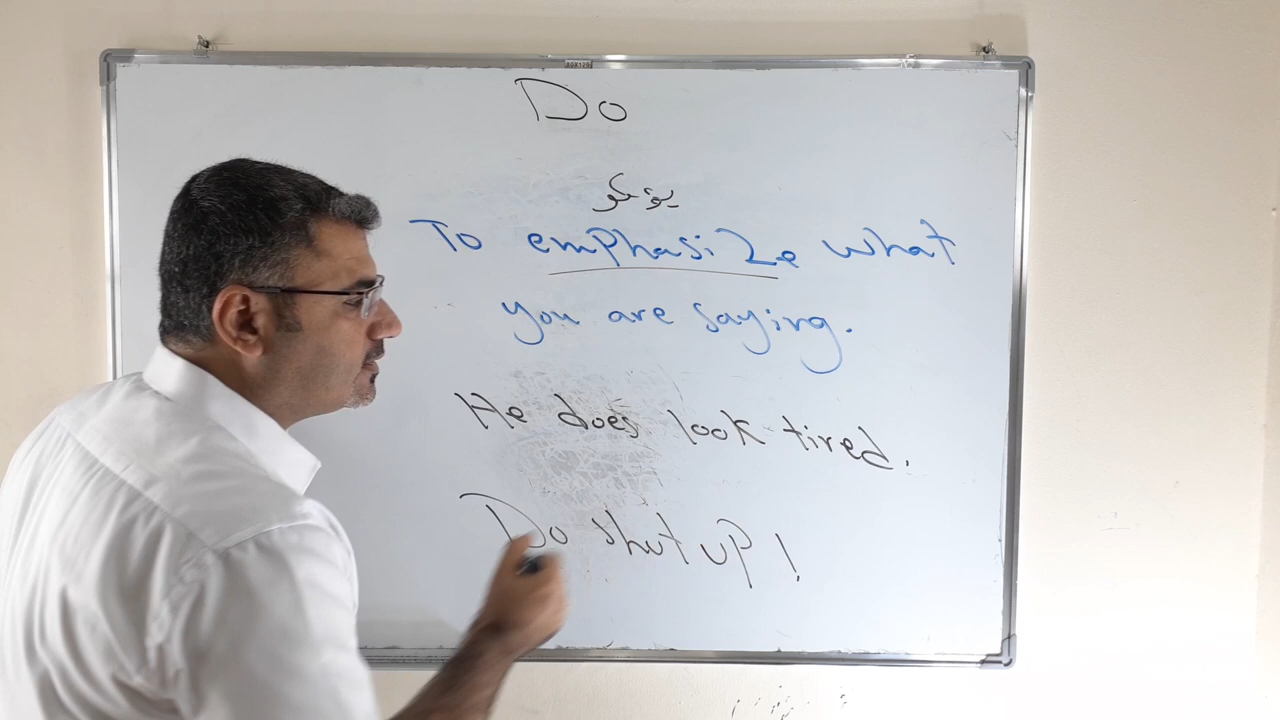 Do
يؤكد
To emphasize what
you are saying.
He does look tired.
Do shut up!